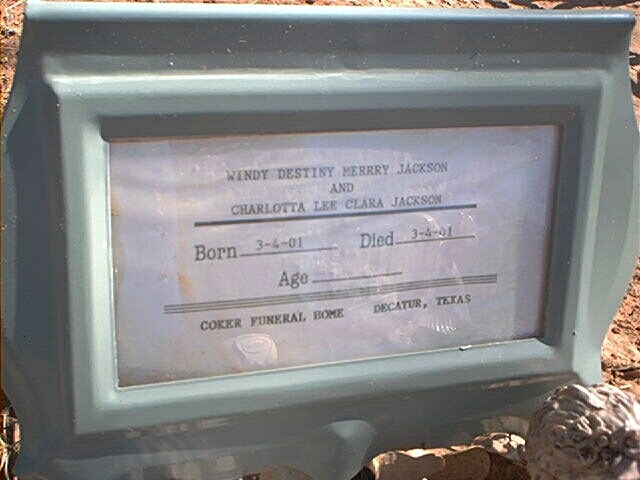 WINDY DESTINY MERRRY JACKSON
AND
CHARLOTTA LEE CLARA JACKSON
Born 3-4-01 Died 3-4-01
Age
COKER FUNERAL HOME DECATUR, TEXAS